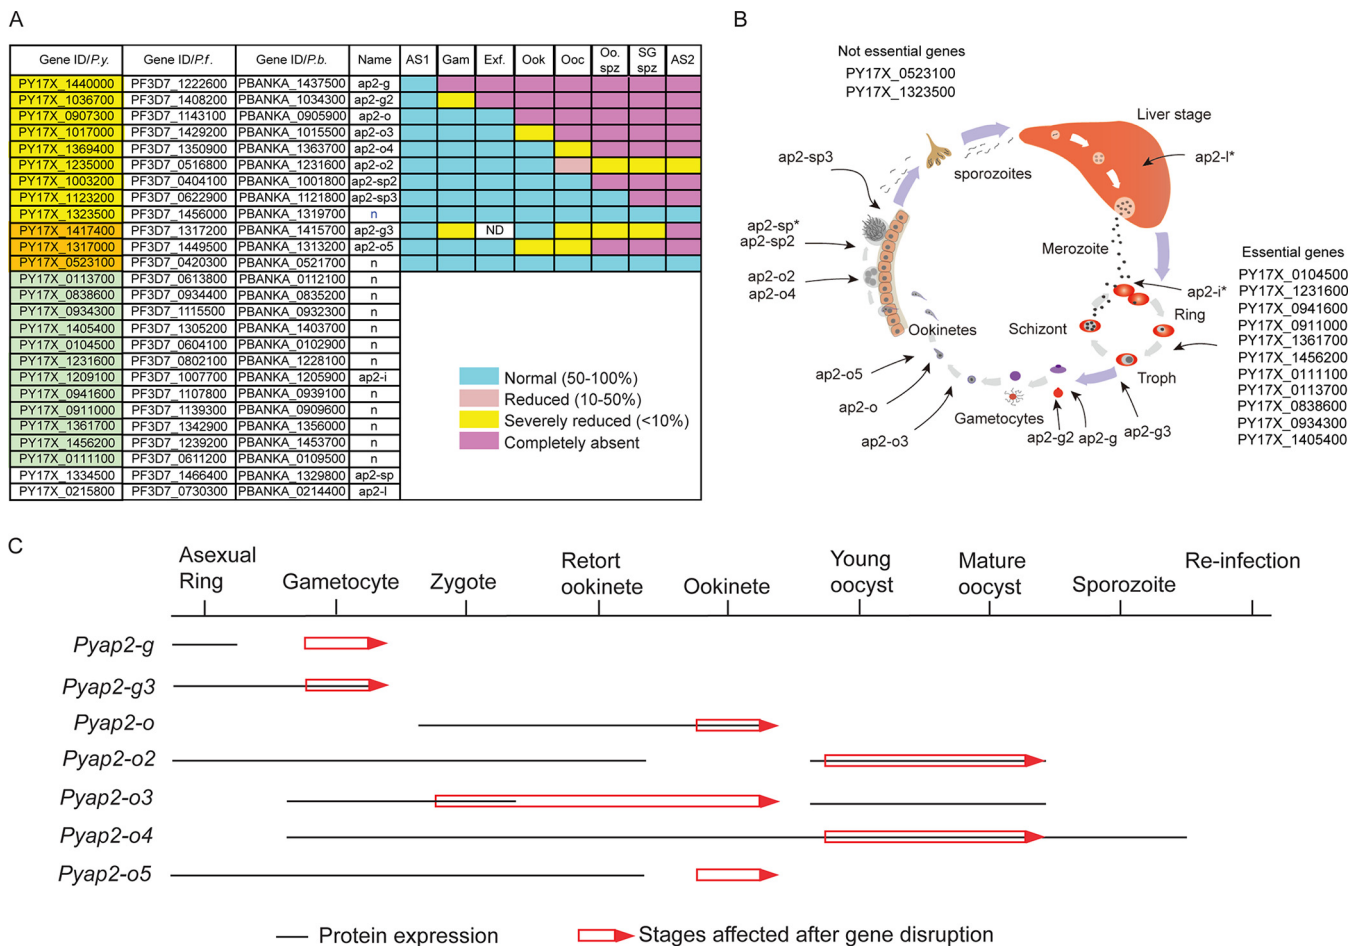 A
Gene ID/P.y. Gene ID/P.f. Gene ID/P.b. Name AS1 Gam Exf. Ook Ooc Oo. spz SG spz AS2
PY17X_1440000 PF3D7_1222600 PBANKA_1437500 ap2-g
PY17X_1036700 PF3D7_1408200 PBANKA_1034300 ap2-g2
PY17X_0907300 PF3D7_1143100 PBANKA_0905900 ap2-o
PY17X_1017000 PF3D7_1429200 PBANKA_1015500 ap2-o3
PY17X_1369400 PF3D7_1350900 PBANKA_1363700 ap2-o4
PY17X_1235000 PF3D7_0516800 PBANKA_1231600 ap2-o2
PY17X_1003200 PF3D7_0404100 PBANKA_1001800 ap2-sp2
PY17X_1123200 PF3D7_0622900 PBANKA_1121800 ap2-sp3
PY17X_1323500 PF3D7_1456000 PBANKA_1319700 n
PY17X_1417400 PF3D7_1317200 PBANKA_1415700 ap2-g3 ND
PY17X_1317000 PF3D7_1449500 PBANKA_1313200 ap2-o5
PY17X_0523100 PF3D7_0420300 PBANKA_0521700 n
PY17X_0113700 PF3D7_0613800 PBANKA_0112100 n
PY17X_0838600 PF3D7_0934400 PBANKA_0835200 n
PY17X_0934300 PF3D7_1115500 PBANKA_0932300 n
PY17X_1405400 PF3D7_1305200 PBANKA_1403700 n
PY17X_0104500 PF3D7_0604100 PBANKA_0102900 n
PY17X_1231600 PF3D7_0802100 PBANKA_1228100 n
PY17X_1209100 PF3D7_1007700 PBANKA_1205900 ap2-i
PY17X_0941600 PF3D7_1107800 PBANKA_0939100 n
PY17X_0911000 PF3D7_1139300 PBANKA_0909600 n
PY17X_1361700 PF3D7_1342900 PBANKA_1356000 n
PY17X_1456200 PF3D7_1239200 PBANKA_1453700 n
PY17X_0111100 PF3D7_0611200 PBANKA_0109500 n
PY17X_1334500 PF3D7_1466400 PBANKA_1329800 ap2-sp
PY17X_0215800 PF3D7_0730300 PBANKA_0214400 ap2-l
Normal (50-100%)
Reduced (10-50%)
Severely reduced (<10%)
Completely absent
B
Not essential genes
PY17X_0523100
PY17X_1323500
Liver stage
ap2-l*
sporozoites
ap2-sp3
ap2-sp*
ap2-sp2
ap2-o2
ap2-o4
Merozoite
ap2-i*
Ring
Schizont
Troph
Ookinetes
ap2-o5
ap2-o
ap2-o3
Gametocytes
ap2-g2
ap2-g
ap2-g3
Essential genes
PY17X_0104500
PY17X_1231600
PY17X_0941600
PY17X_0911000
PY17X_1361700
PY17X_1456200
PY17X_0111100
PY17X_0113700
PY17X_0838600
PY17X_0934300
PY17X_1405400
C
Asexual Ring
Gametocyte
Zygote
Retort ookinete
Ookinete
Young oocyst
Mature oocyst
Sporozoite
Re-infection
Pyap2-g
Pyap2-g3
Pyap2-o
Pyap2-o2
Pyap2-o3
Pyap2-o4
Pyap2-o5
Protein expression
Stages affected after gene disruption